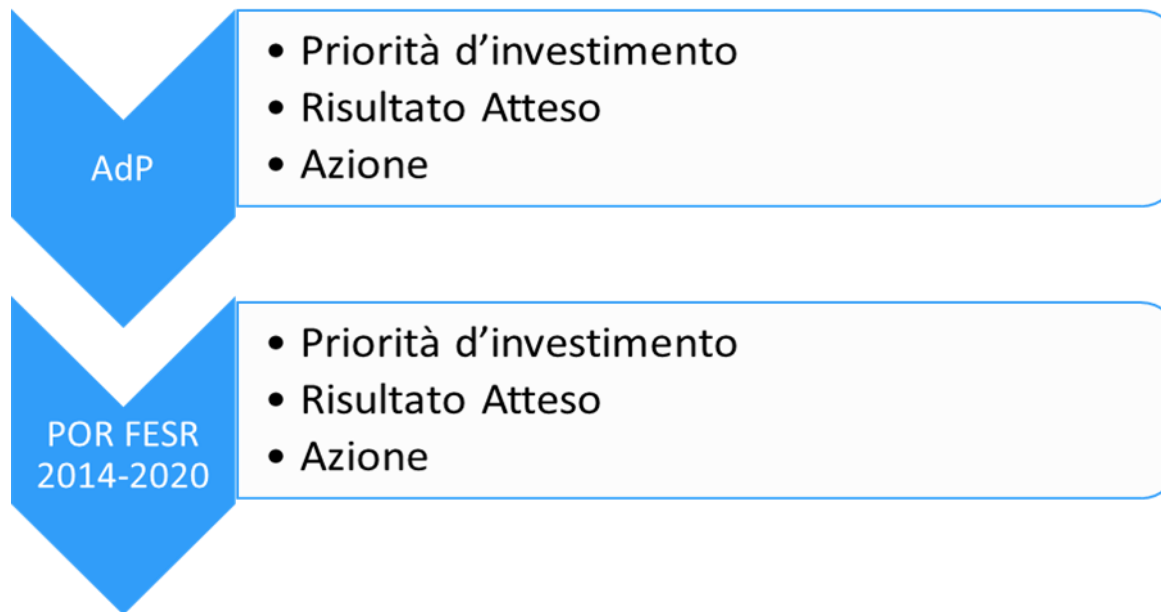 AdP
• Priorità d’investimento
• Risultato Atteso
• Azione
POR FESR
2014-2020
• Priorità d’investimento
• Risultato Atteso
• Azione